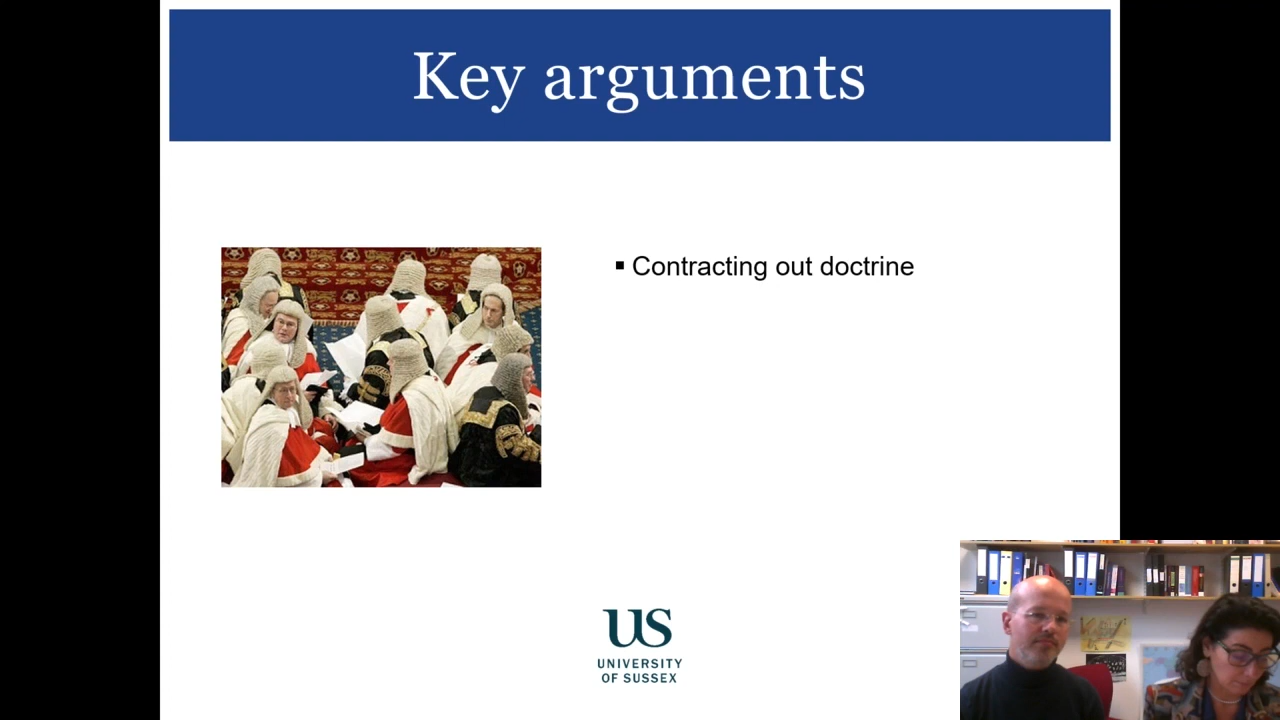 Key arguments
▪ Contracting out doctrine
US
UNIVERSITY
OF SUSSEX